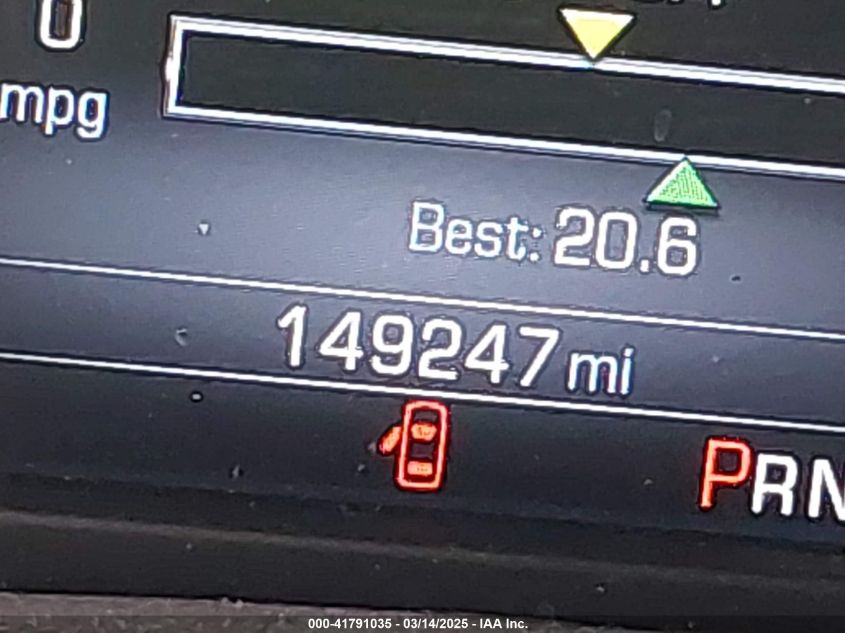 0
mpg
Best: 20.6
149247 mi
PRN
000-41791035 - 03/14/2025 - IAA Inc.